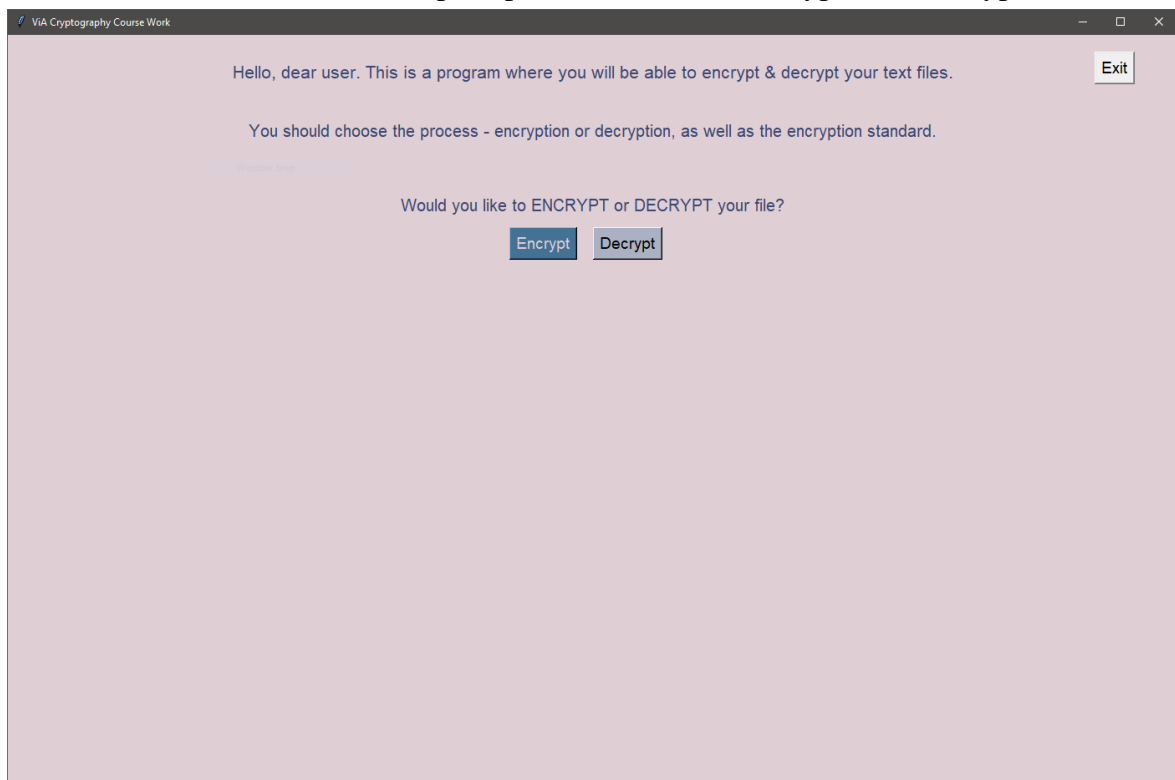 ViA Cryptography Course Work
Hello, dear user. This is a program where you will be able to encrypt & decrypt your text files.
Exit
You should choose the process - encryption or decryption, as well as the encryption standard.
Would you like to ENCRYPT or DECRYPT your file?
Encrypt
Decrypt